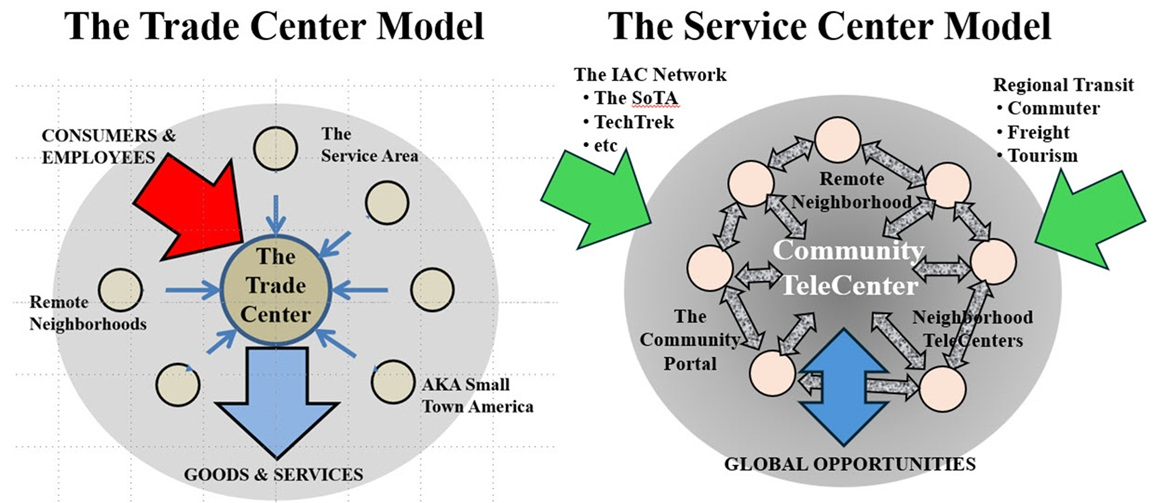 The Trade Center Model
CONSUMERS &
EMPLOYEES
The
Service Area
The
Trade
Center
Remote
Neighborhoods
AKA Small
Town America
GOODS & SERVICES
The Service Center Model
The IAC Network
• The SoTA
• TechTrek
• etc
Regional Transit
• Commuter
• Freight
• Tourism
Remote
Neighborhood
Community
TeleCenter
The
Community
Portal
Neighborhood
TeleCenters
GLOBAL OPPORTUNITIES